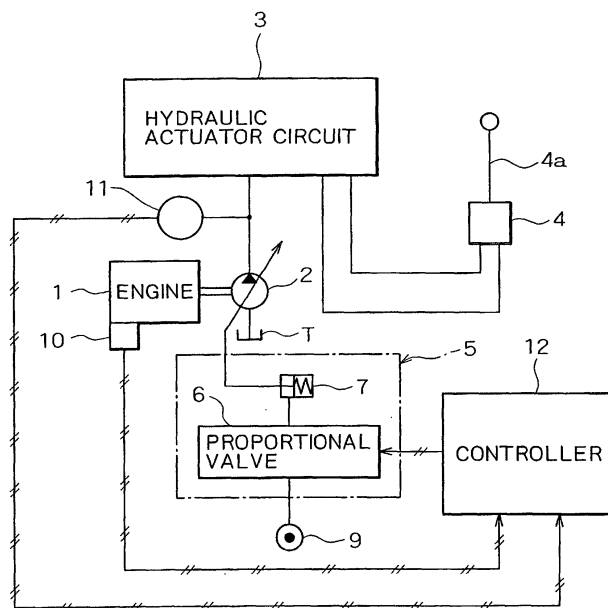 3
HYDRAULIC
ACTUATOR CIRCUIT
4a
11
4
1
ENGINE
2
10
T
5
12
7
6
PROPORTIONAL
VALVE
CONTROLLER
9